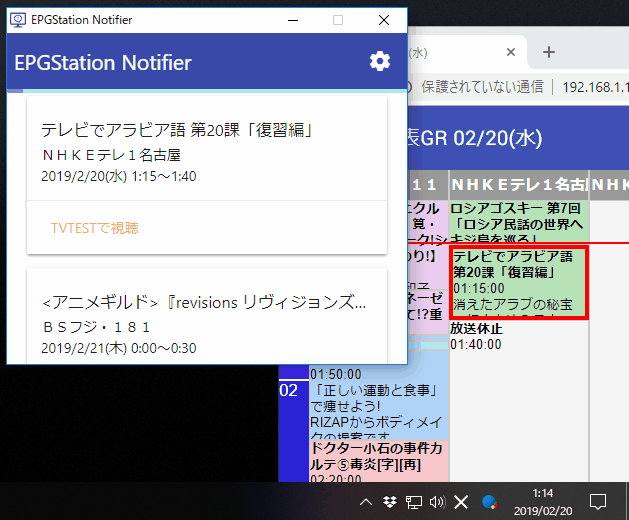 EPGStation Notifier
EPGStation Notifier
テレビでアラビア語 第20課「復習編」
ＮＨＫＥテレ１名古屋
2019/2/20(水) 1:15～1:40
TVTESTで視聴
<アニメギルド>『revisions リヴィジョンズ...
ＢＳフジ・１８１
2019/2/21(木) 0:00～0:30
(水)
保護されていない通信
192.168.1.1
表GR 02/20(水)
１１
ＮＨＫＥテレ１名古屋
ＮＨＫ
ロシアゴスキー 第7回
「ロシア民話の世界へ
キジ島を巡る」
テレビでアラビア語
第20課「復習編」
01:15:00
消えたアラブの秘宝
放送休止
01:40:00
01:50:00
02
「正しい運動と食事」
で痩せよう!
RIZAPからボディメイ
クの提案です
ドクター小石の事件カ
ルテ⑤毒炎[字][再]
02:20:00
1:14
2019/02/20